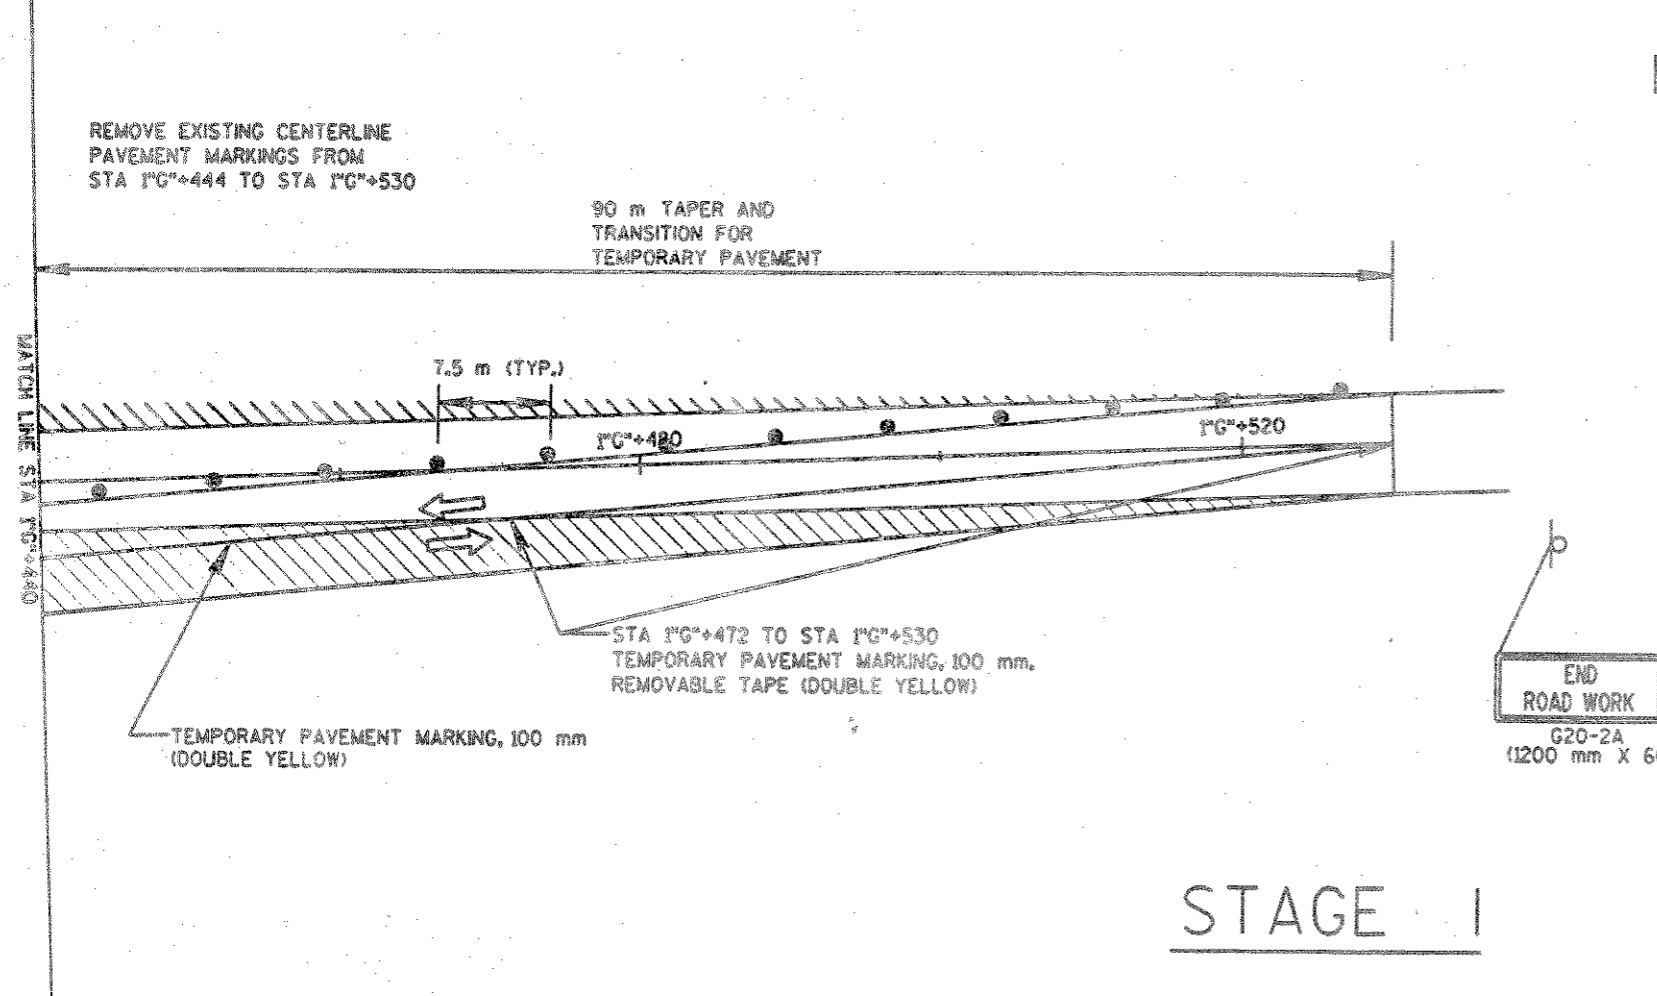 REMOVE EXISTING CENTERLINE
PAVEMENT MARKINGS FROM
STA 1"G"+444 TO STA 1"G"+530
90 m TAPER AND
TRANSITION FOR
TEMPORARY PAVEMENT
MATCH LINE STA 1"G"+440
7.5 m (TYP.)
1"G"+480
1"G"+520
STA 1"G"+472 TO STA 1"G"+530
TEMPORARY PAVEMENT MARKING, 100 mm,
REMOVABLE TAPE (DOUBLE YELLOW)
TEMPORARY PAVEMENT MARKING, 100 mm
(DOUBLE YELLOW)
END
ROAD WORK
G20-2A
(1200 mm X
STAGE 1